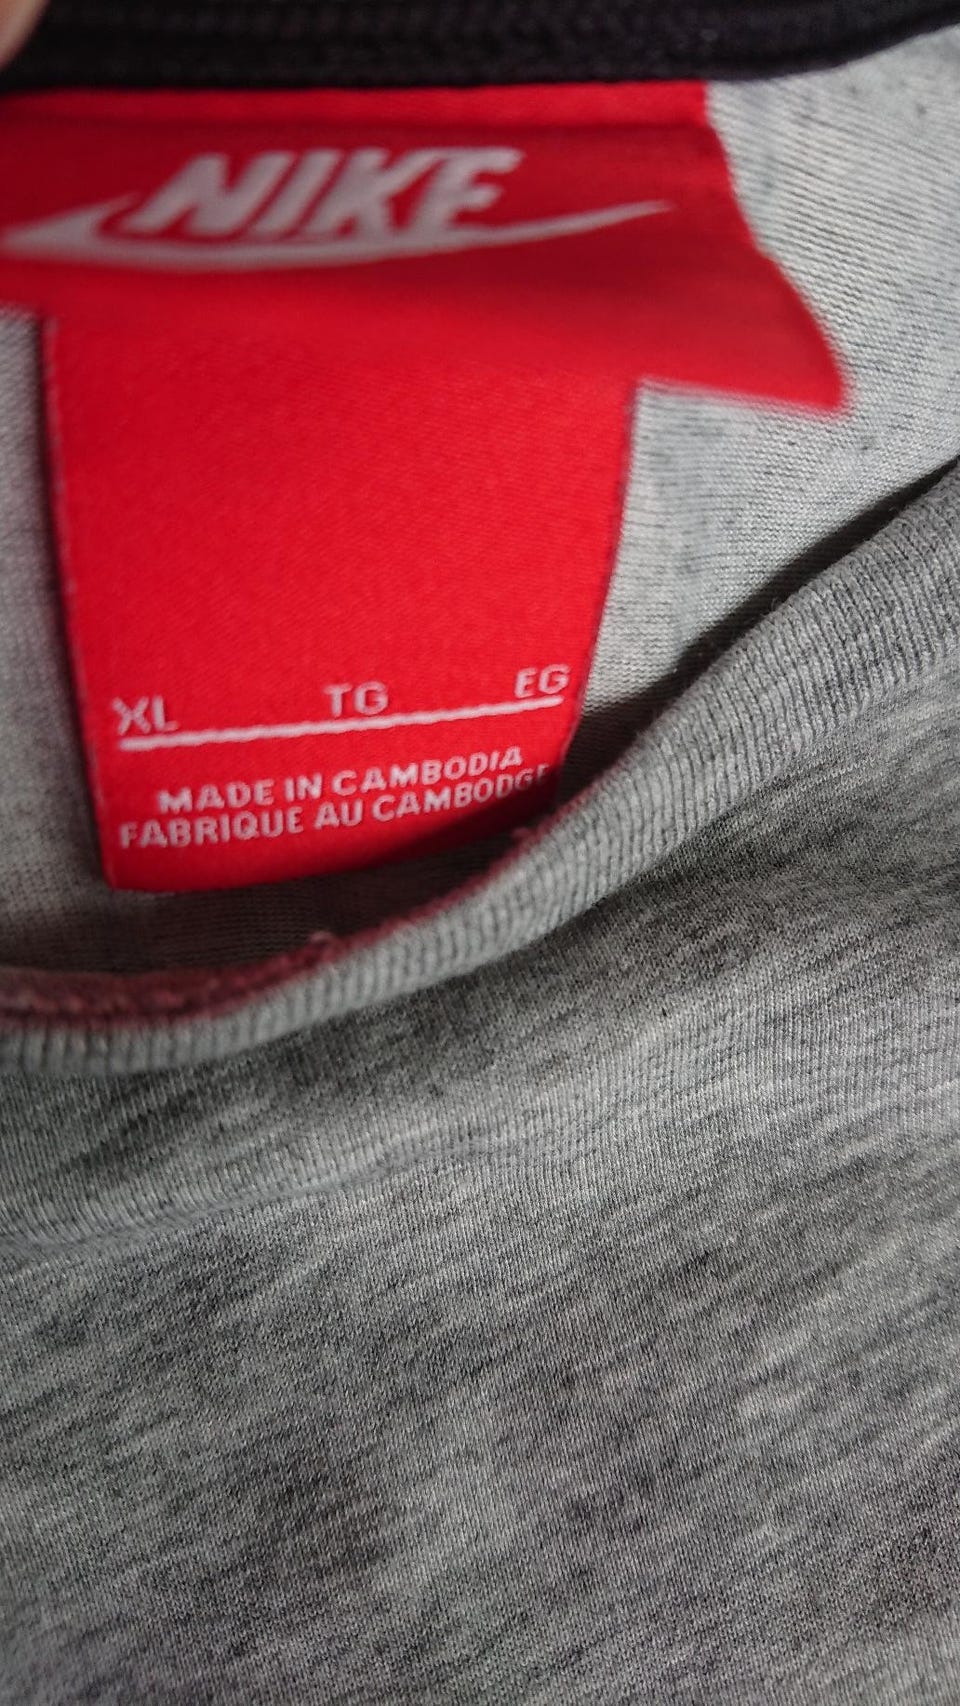 NIKE
XL TG EG
MADE IN CAMBODIA
FABRIQUE AU CAMBODGE